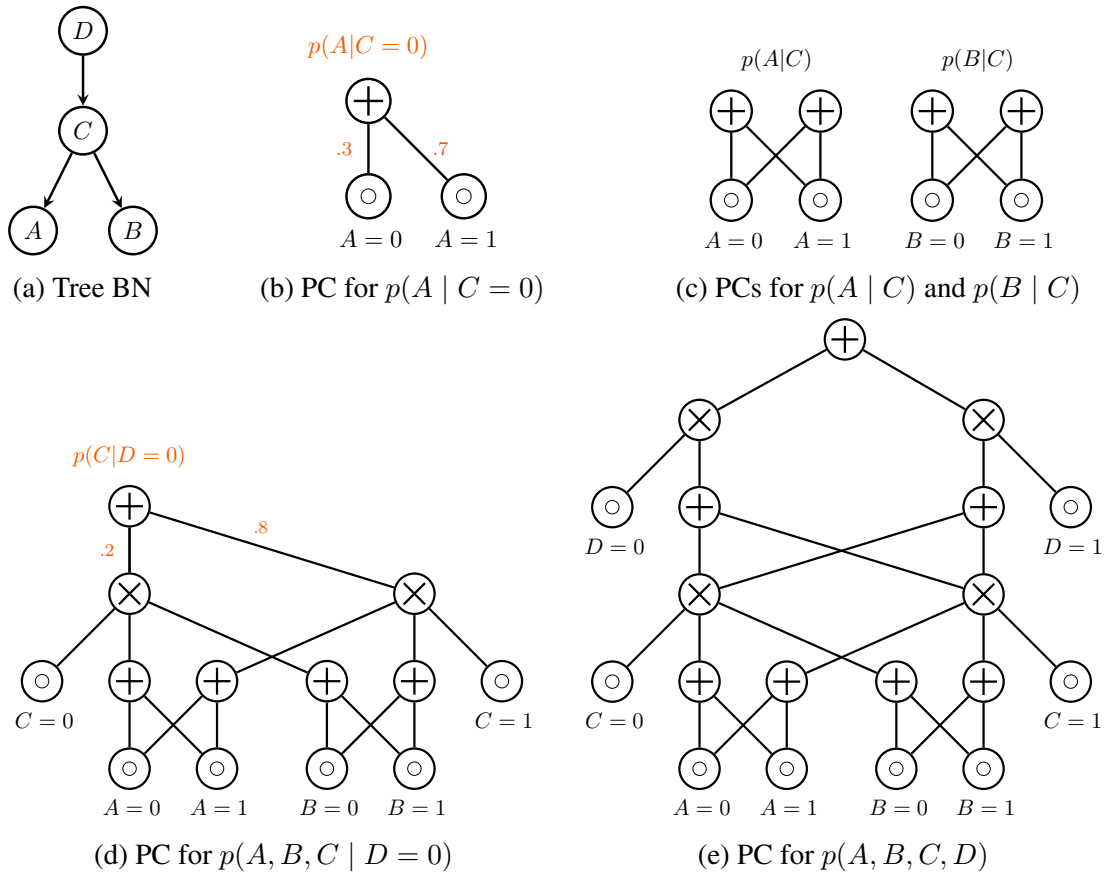 D
C
A
B
(a) Tree BN
p(A|C = 0)
.3
.7
A = 0
A = 1
(b) PC for p(A | C = 0)
p(A|C)
p(B|C)
A = 0
A = 1
B = 0
B = 1
(c) PCs for p(A | C) and p(B | C)
p(C|D = 0)
.2
.8
C = 0
C = 1
A = 0
A = 1
B = 0
B = 1
(d) PC for p(A, B, C | D = 0)
D = 0
D = 1
C = 0
C = 1
A = 0
A = 1
B = 0
B = 1
(e) PC for p(A, B, C, D)